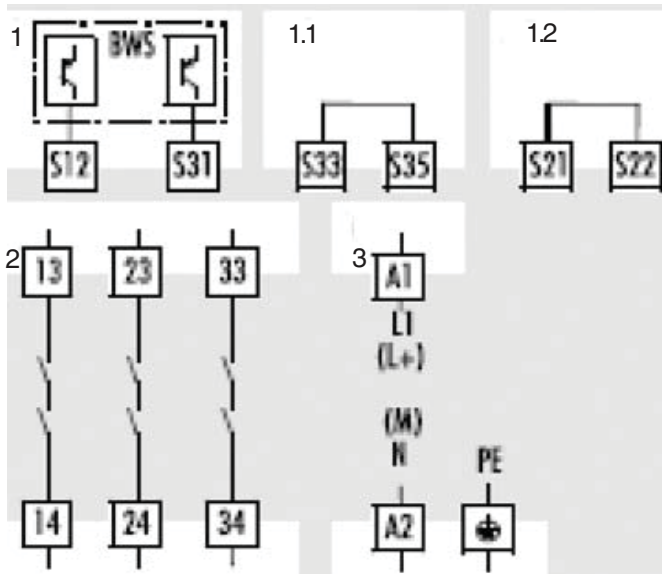 1 BWS 1.1 1.2
S12 S31 S33 S35 S21 S22
2 13 23 33 3 A1
L1
(L+)
(M)
N PE
14 24 34 A2